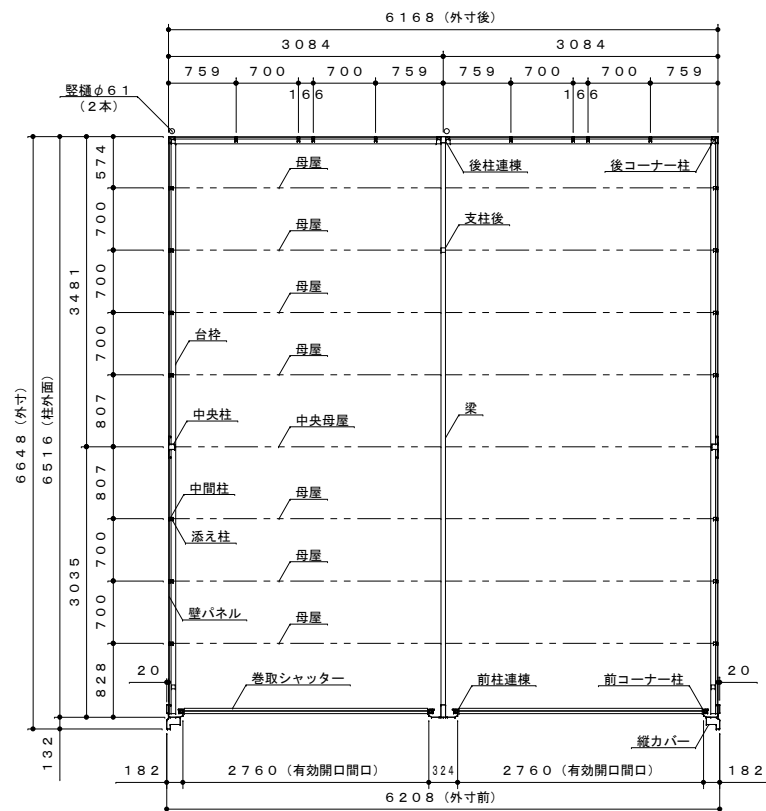 ６１６８（外寸後）
３０８４ ３０８４
７５９ ７００ ７００ ７５９ ７５９ ７００ ７００ ７５９
１６６ １６６
竪樋φ６１
（２本）
母屋 後柱連棟 後コーナー柱
５７４
母屋 支柱後
７００
母屋
７００
３４８１
台枠 母屋
７００
８０７
中央柱 中央母屋 梁
６６４８（外寸）
６５１６（柱外面）
８０７
中間柱 母屋
添え柱
７００
母屋
３０３５
７００
壁パネル 母屋
８２８
２０ 巻取シャッター 前柱連棟 前コーナー柱 ２０
縦カバー
１３２
１８２ ２７６０（有効開口間口） ３２４ ２７６０（有効開口間口） １８２
６２０８（外寸前）